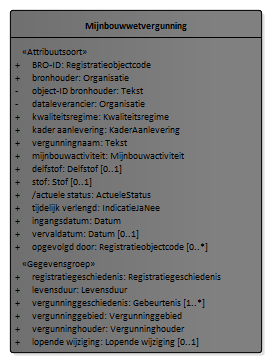 Mijnbouwwetvergunning
«Attribuutsoort»
+ BRO-ID: Registratieobjectcode
+ bronhouder: Organisatie
- object-ID bronhouder: Tekst
- dataleverancier: Organisatie
+ kwaliteitsregime: Kwaliteitsregime
+ kader aanlevering: KaderAanlevering
+ vergunningnaam: Tekst
+ mijnbouwactiviteit: Mijnbouwactiviteit
+ delfstof: Delfstof [0..1]
+ stof: Stof [0..1]
+ /actuele status: ActueleStatus
+ tijdelijk verlengd: IndicatieJaNee
+ ingangsdatum: Datum
+ vervaldatum: Datum [0..1]
+ opgevolgd door: Registratieobjectcode [0..*]
«Gegevensgroep»
+ registratiegeschiedenis: Registratiegeschiedenis
+ levensduur: Levensduur
+ vergunninggeschiedenis: Gebeurtenis [1..*]
+ vergunninggebied: Vergunninggebied
+ vergunninghouder: Vergunninghouder
+ lopende wijziging: Lopende wijziging [0..1]